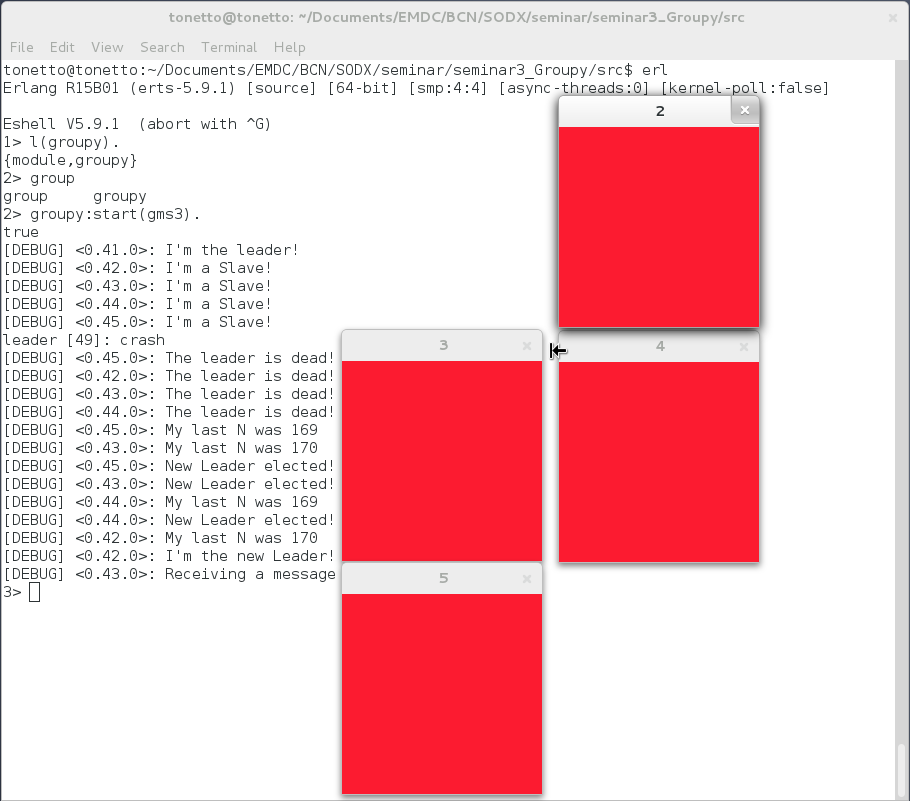 tonetto@tonetto: ~/Documents/EMDC/BCN/SODX/seminar/seminar3_Groupy/src
File Edit View Search Terminal Help
tonetto@tonetto:~/Documents/EMDC/BCN/SODX/seminar/seminar3_Groupy/src$ erl
Erlang R15B01 (erts-5.9.1) [source] [64-bit] [smp:4:4] [async-threads:0] [kernel-poll:false]
Eshell V5.9.1  (abort with ^G)
1> l(groupy).
{module,groupy}
2> group
group     groupy
2> groupy:start(gms3).
true
[DEBUG] <0.41.0>: I'm the leader!
[DEBUG] <0.42.0>: I'm a Slave!
[DEBUG] <0.43.0>: I'm a Slave!
[DEBUG] <0.44.0>: I'm a Slave!
[DEBUG] <0.45.0>: I'm a Slave!
leader [49]: crash
[DEBUG] <0.45.0>: The leader is dead!
[DEBUG] <0.42.0>: The leader is dead!
[DEBUG] <0.43.0>: The leader is dead!
[DEBUG] <0.44.0>: The leader is dead!
[DEBUG] <0.45.0>: My last N was 169
[DEBUG] <0.43.0>: My last N was 170
[DEBUG] <0.45.0>: New Leader elected!
[DEBUG] <0.43.0>: New Leader elected!
[DEBUG] <0.44.0>: My last N was 169
[DEBUG] <0.44.0>: New Leader elected!
[DEBUG] <0.42.0>: My last N was 170
[DEBUG] <0.42.0>: I'm the new Leader!
[DEBUG] <0.43.0>: Receiving a message
3>
2
3
4
5